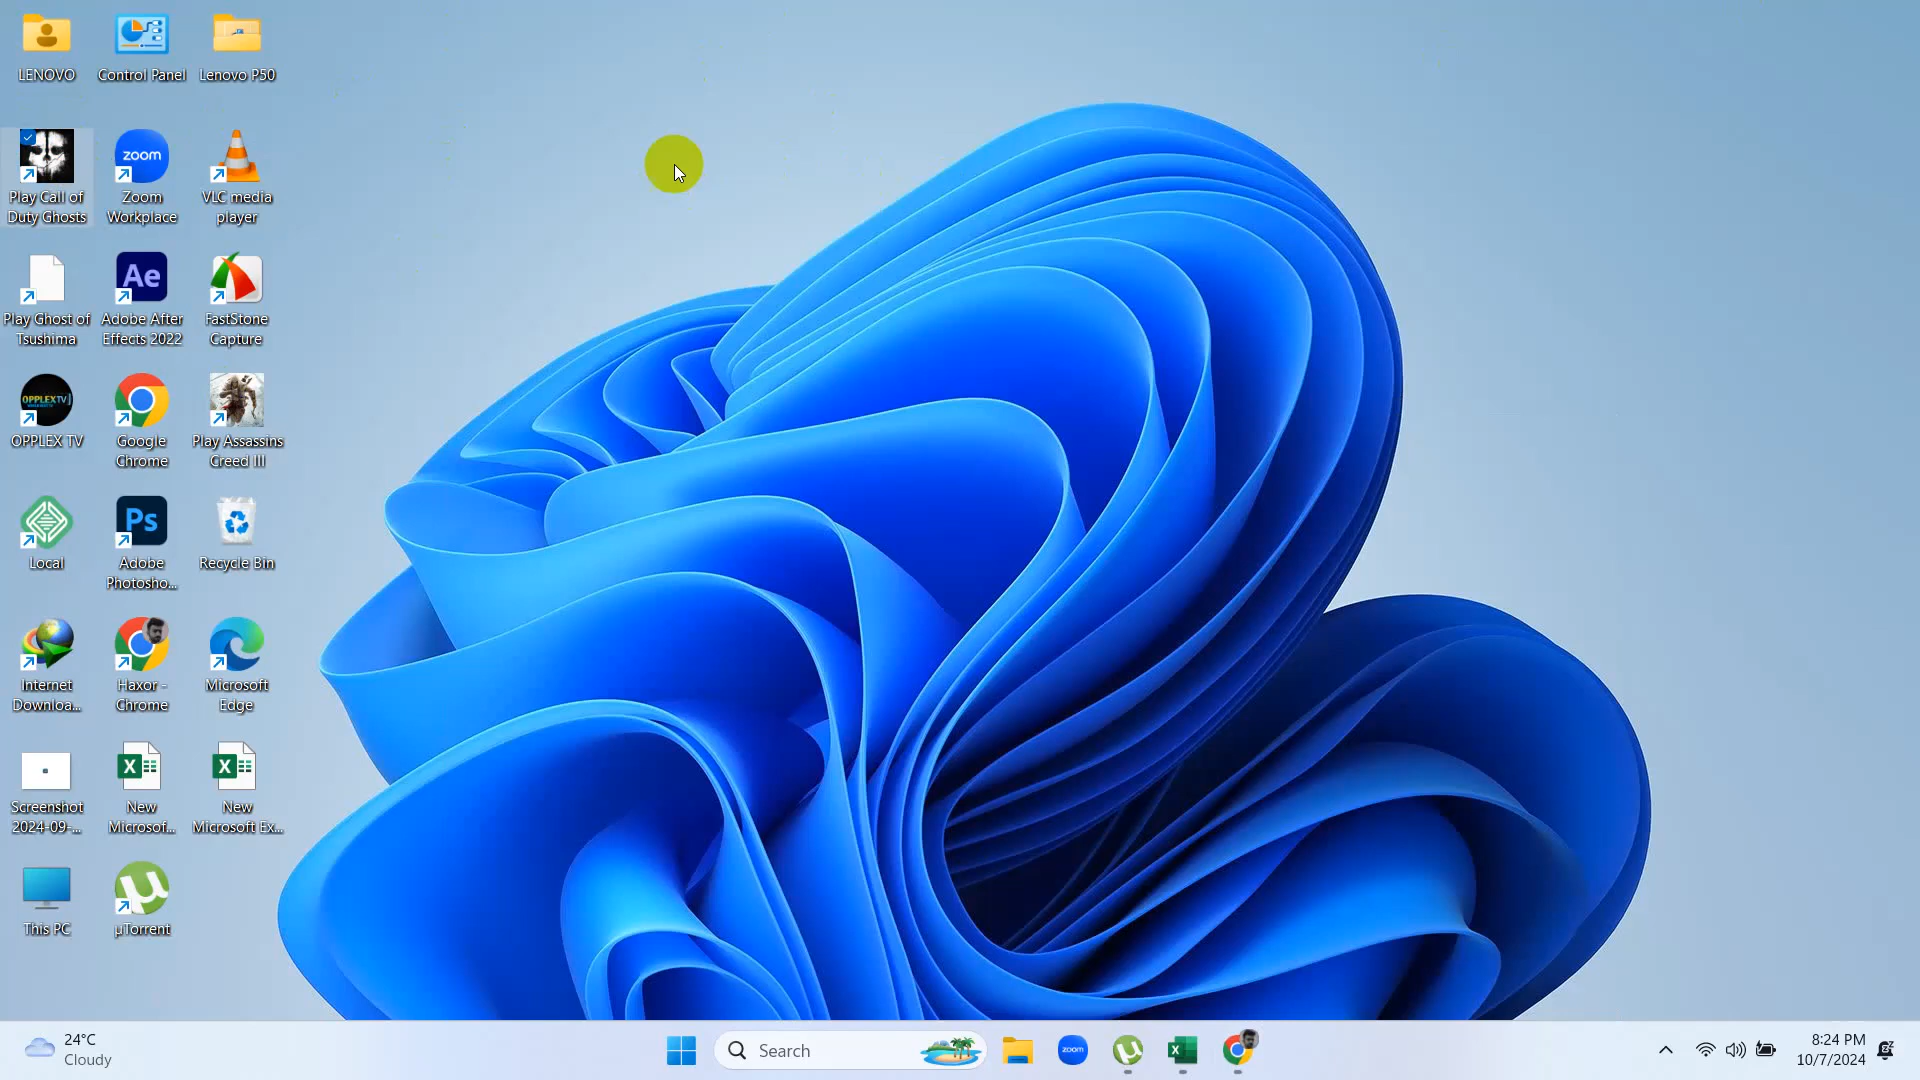 LENOVO
Control Panel
Lenovo P50
Play Call of
Duty Ghosts
zoom
Zoom
Workplace
VLC media
player
Play Ghost of
Tsushima
Ae
Adobe After
Effects 2022
FastStone
Capture
OPPLEXTV
OPPLEX TV
Google
Chrome
Play Assassins
Creed III
Local
Ps
Adobe
Photosho...
Recycle Bin
Internet
Downloa...
Haxor -
Chrome
Microsoft
Edge
Screenshot
2024-09-...
X
New
Microsof...
X
New
Microsoft Ex...
This PC
µ
µTorrent
24°C
Cloudy
Search
zoom
µ
X
8:24 PM
10/7/2024